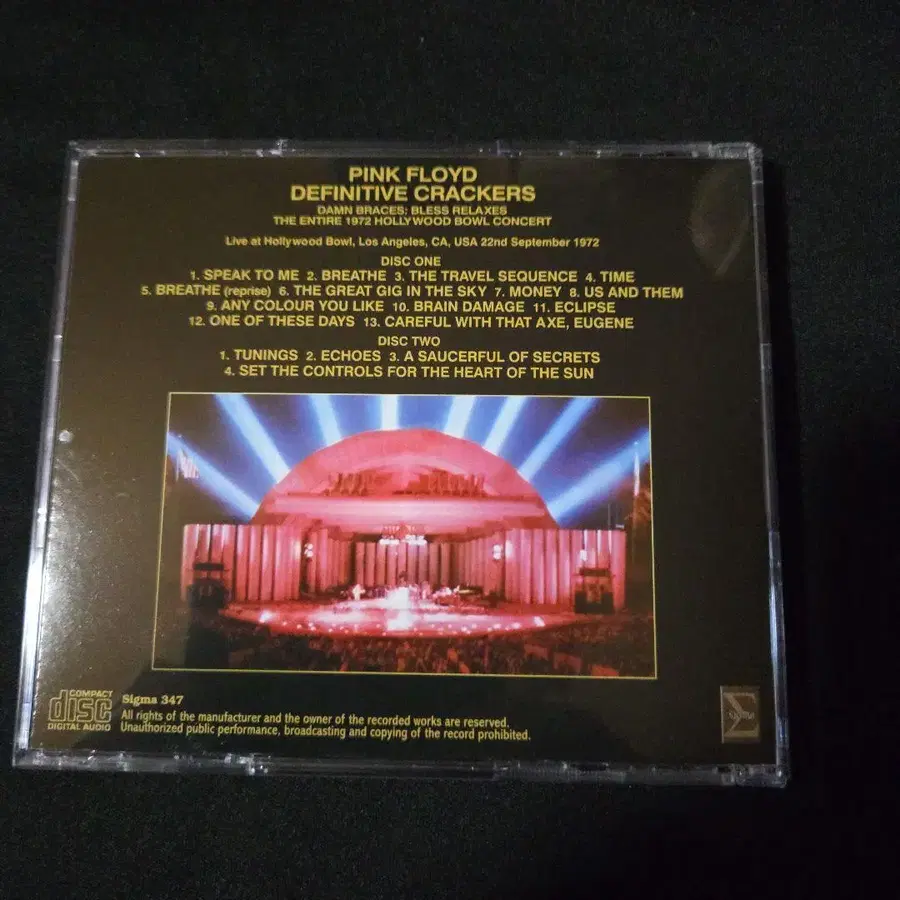 PINK FLOYD
DEFINITIVE CRACKERS
DAMN BRACES: BLESS RELAXES
THE ENTIRE 1972 HOLLYWOOD BOWL CONCERT
Live at Hollywood Bowl, Los Angeles, CA, USA 22nd September 1972
DISC ONE
1. SPEAK TO ME 2. BREATHE 3. THE TRAVEL SEQUENCE 4. TIME
5. BREATHE (reprise) 6. THE GREAT GIG IN THE SKY 7. MONEY 8. US AND THEM
9. ANY COLOUR YOU LIKE 10. BRAIN DAMAGE 11. ECLIPSE
12. ONE OF THESE DAYS 13. CAREFUL WITH THAT AXE, EUGENE
DISC TWO
1. TUNINGS 2. ECHOES 3. A SAUCERFUL OF SECRETS
4. SET THE CONTROLS FOR THE HEART OF THE SUN
COMPACT
disc
DIGITAL AUDIO
Sigma 347
All rights of the manufacturer and the owner of the recorded works are reserved.
Unauthorized public performance, broadcasting and copying of the record prohibited.
Σ
Sigma